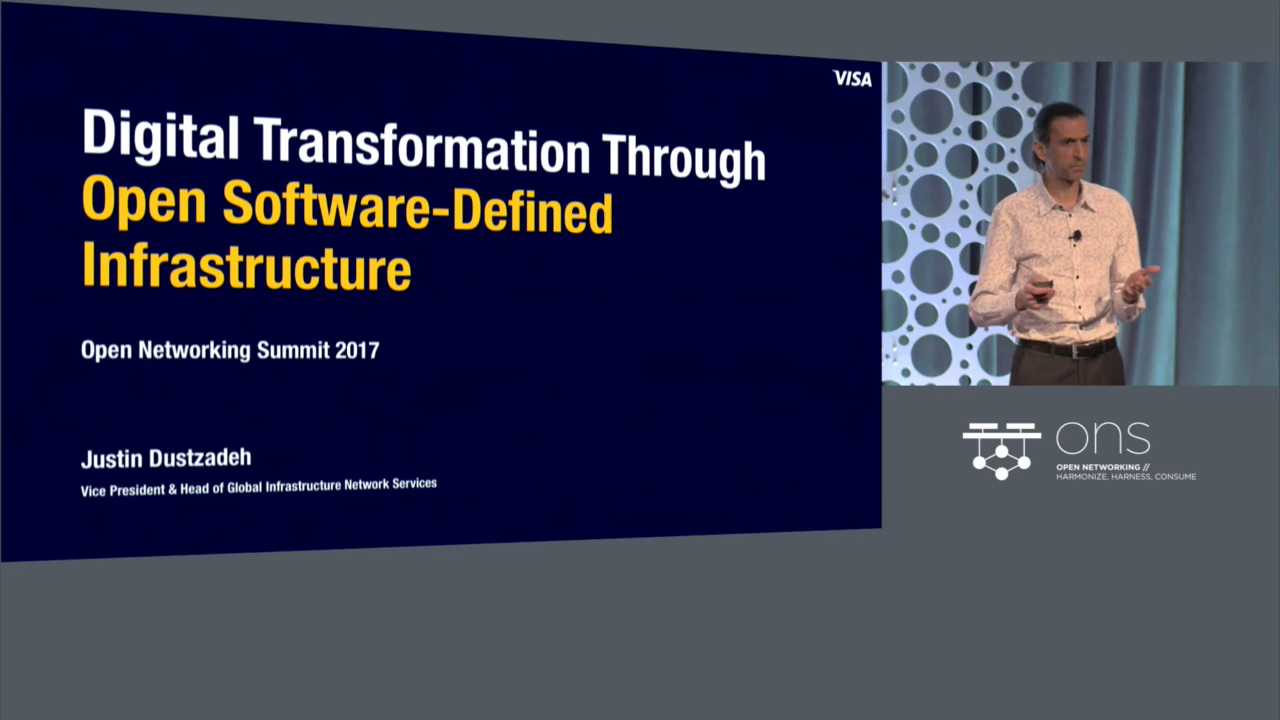 VISA
Digital Transformation Through
Open Software-Defined
Infrastructure
Open Networking Summit 2017
Justin Dustzadeh
Vice President & Head of Global Infrastructure Network Services
ons
OPEN NETWORKING //
HARMONIZE, HARNESS, CONSUME